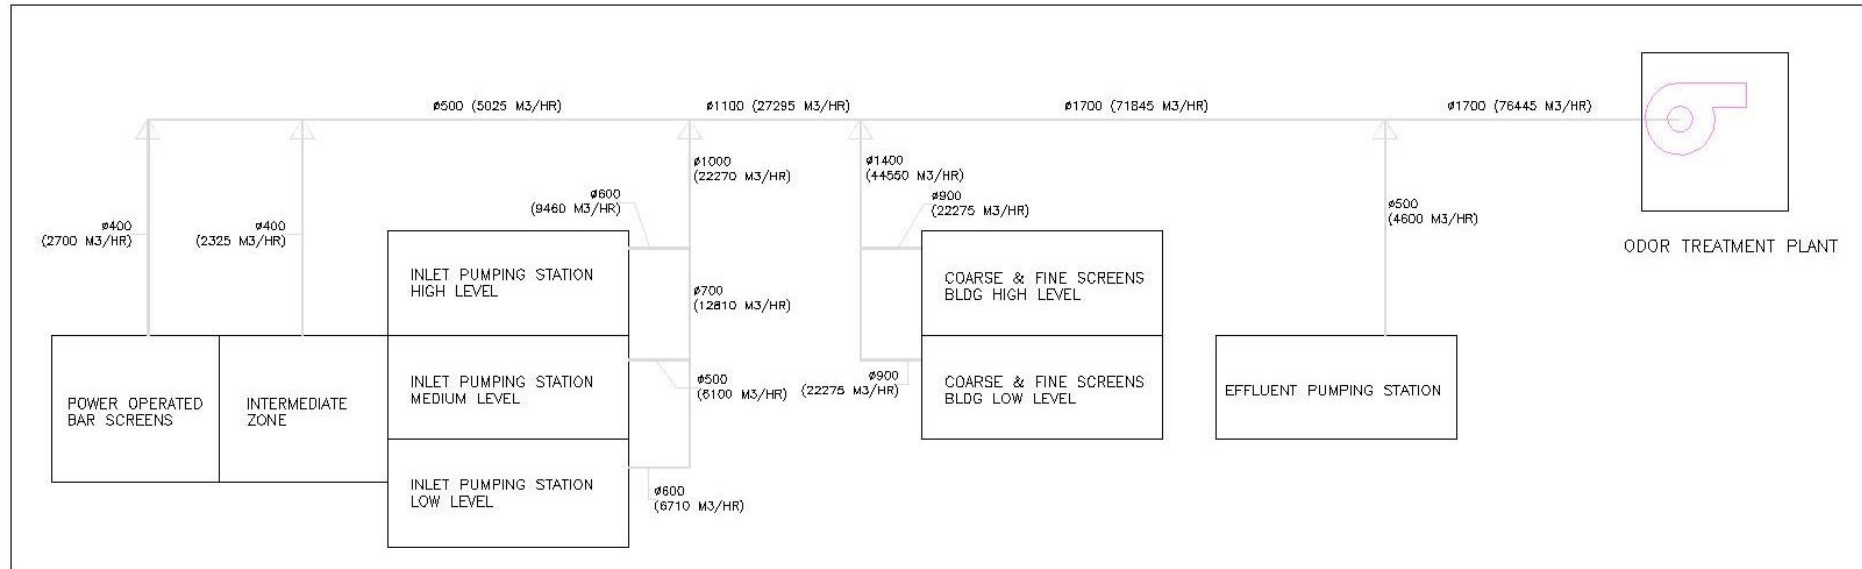 ø500 (5025 M3/HR)
ø1100 (27295 M3/HR)
ø1700 (71845 M3/HR)
ø1700 (76445 M3/HR)
ø1000
(22270 M3/HR)
ø1400
(44550 M3/HR)
ø600
(9460 M3/HR)
ø900
(22275 M3/HR)
ø400
(2700 M3/HR)
ø400
(2325 M3/HR)
ø500
(4600 M3/HR)
ODOR TREATMENT PLANT
INLET PUMPING STATION
HIGH LEVEL
ø700
(12810 M3/HR)
COARSE & FINE SCREENS
BLDG HIGH LEVEL
POWER OPERATED
BAR SCREENS
INTERMEDIATE
ZONE
INLET PUMPING STATION
MEDIUM LEVEL
ø500
(6100 M3/HR)
ø900
(22275 M3/HR)
COARSE & FINE SCREENS
BLDG LOW LEVEL
EFFLUENT PUMPING STATION
INLET PUMPING STATION
LOW LEVEL
ø600
(6710 M3/HR)